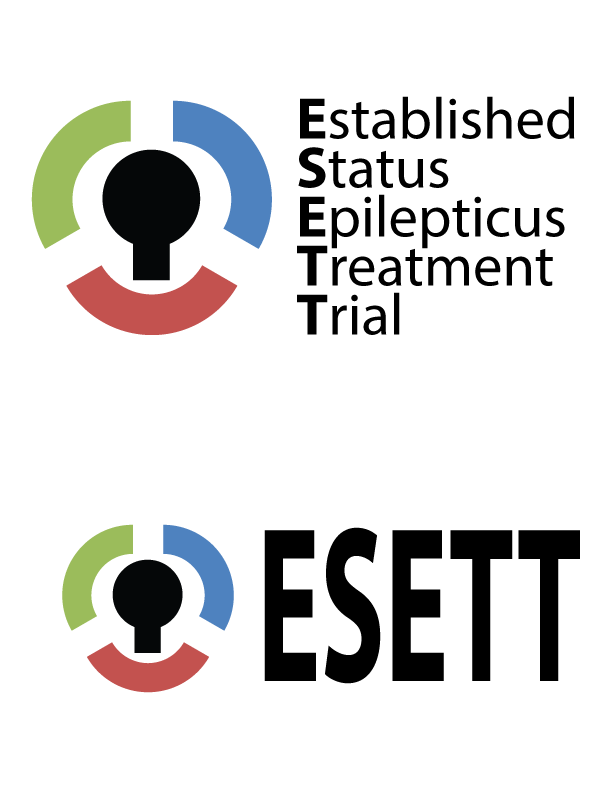 Established
Status
Epilepticus
Treatment
Trial
ESETT